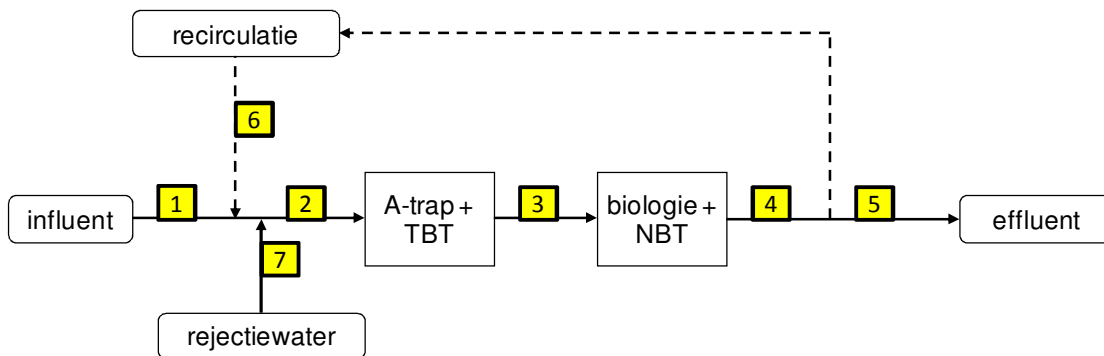 recirculatie
6
1
2
3
4
5
influent
A-trap +
TBT
biologie +
NBT
effluent
7
rejectiewater